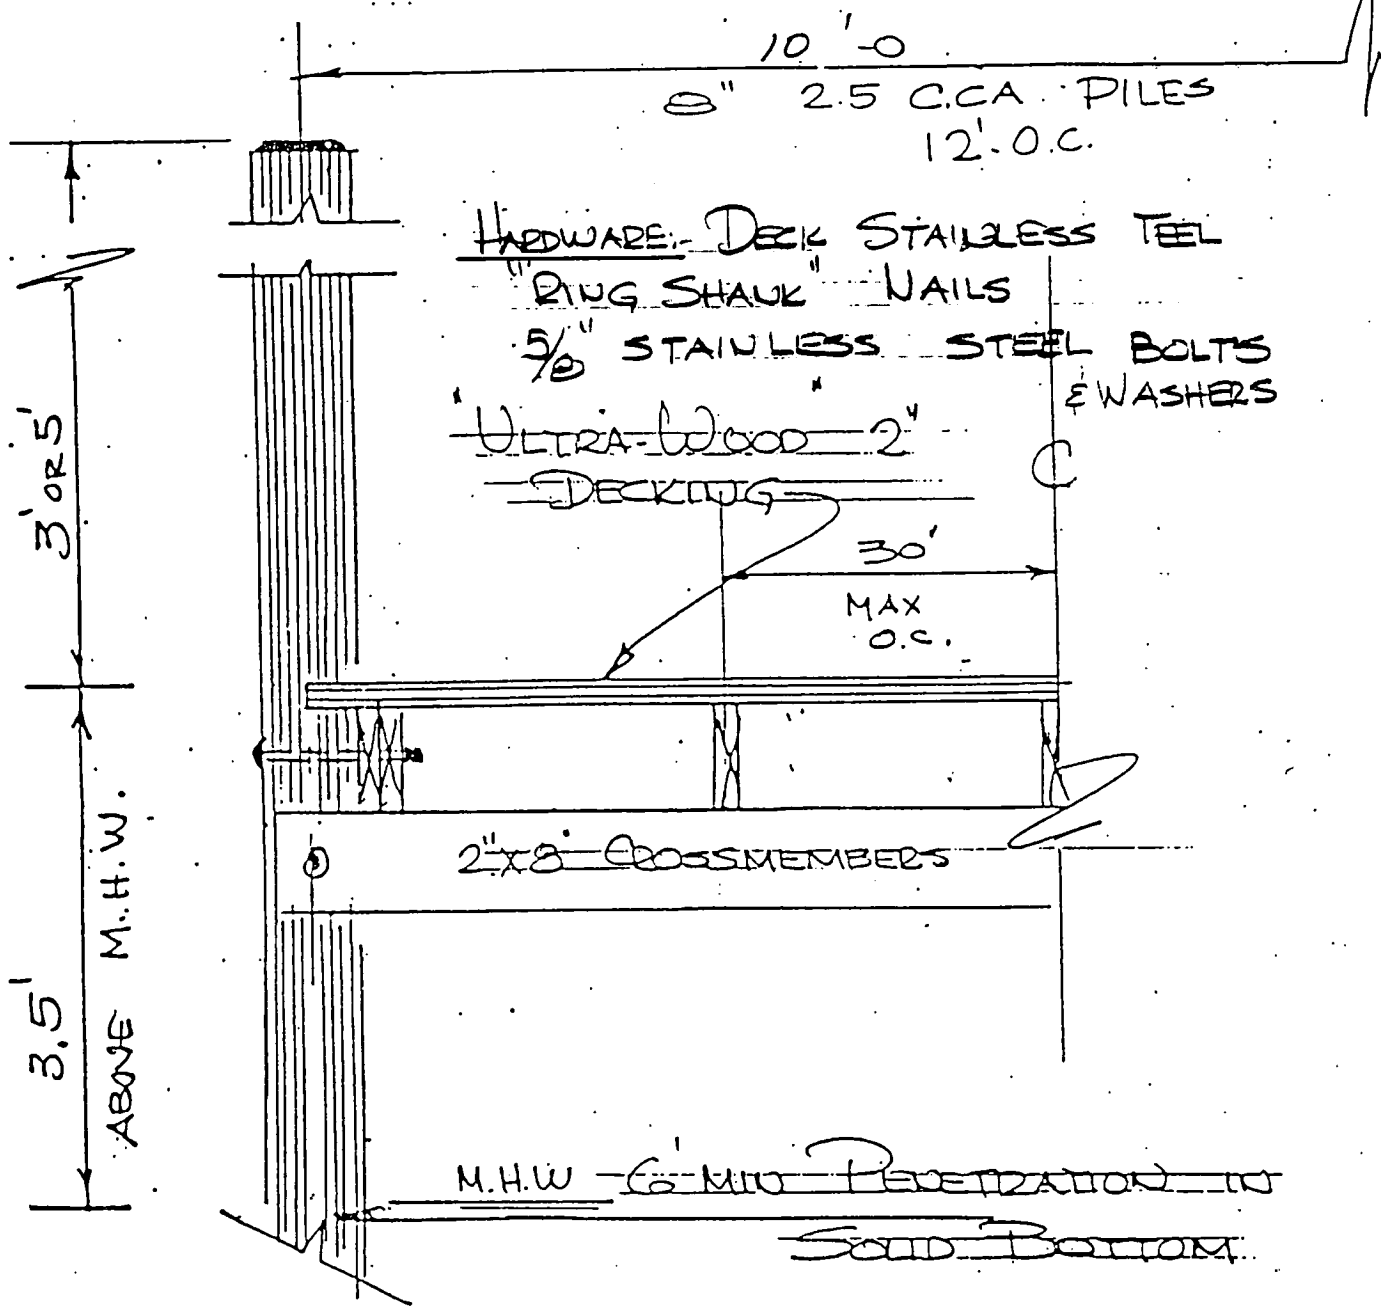 10'-0
8" 2.5 C.C.A. PILES
12'. O.C.
HARDWARE:- DECK STAINLESS TEEL
"RING SHANK" NAILS
5/8" STAINLESS STEEL BOLTS
& WASHERS
"ULTRA-WOOD" 2"
DECKING
C
30'
MAX
O.C.
3' OR 5'
2"x8" CROSSMEMBERS
3.5'
ABOVE M.H.W.
M.H.W 6' MIN PENETRATION IN
SOLID BOTTOM